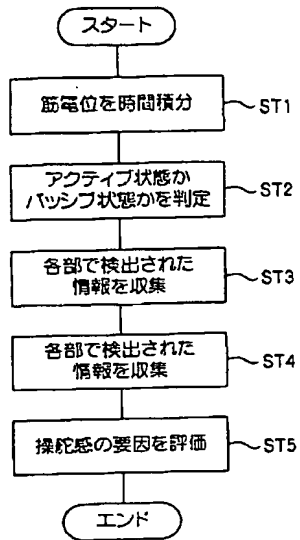 スタート
筋電位を時間積分
ST1
アクティブ状態か
パッシブ状態かを判定
ST2
各部で検出された
情報を収集
ST3
各部で検出された
情報を収集
ST4
操舵感の要因を評価
ST5
エンド